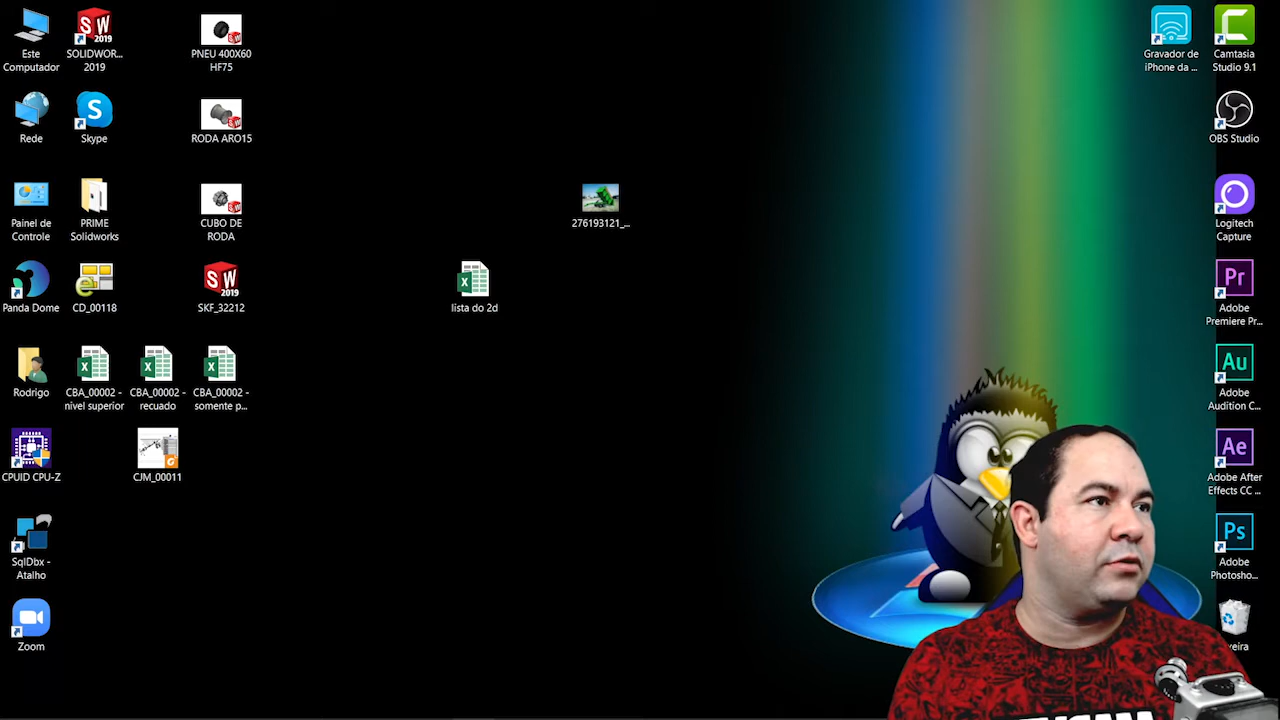 Este
Computador
SOLIDWOR...
2019
PNEU 400X60
HF75
Gravador de
iPhone da ...
Camtasia
Studio 9.1
Rede
Skype
RODA ARO15
OBS Studio
Painel de
Controle
PRIME
Solidworks
CUBO DE
RODA
276193121_...
Logitech
Capture
Panda Dome
CD_00118
SKF_32212
lista do 2d
Adobe
Premiere Pr...
Rodrigo
CBA_00002 -
nivel superior
CBA_00002 -
recuado
CBA_00002 -
somente p...
Adobe
Audition C...
CPUID CPU-Z
CJM_00011
Adobe After
Effects CC ...
SqlDbx -
Atalho
Adobe
Photosho...
Zoom